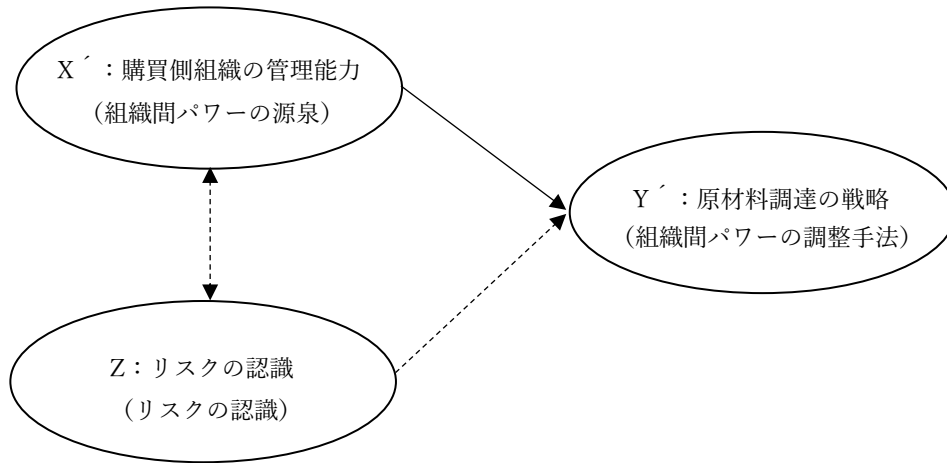 X´：購買側組織の管理能力
（組織間パワーの源泉）
Y´：原材料調達の戦略
（組織間パワーの調整手法）
Z：リスクの認識
（リスクの認識）